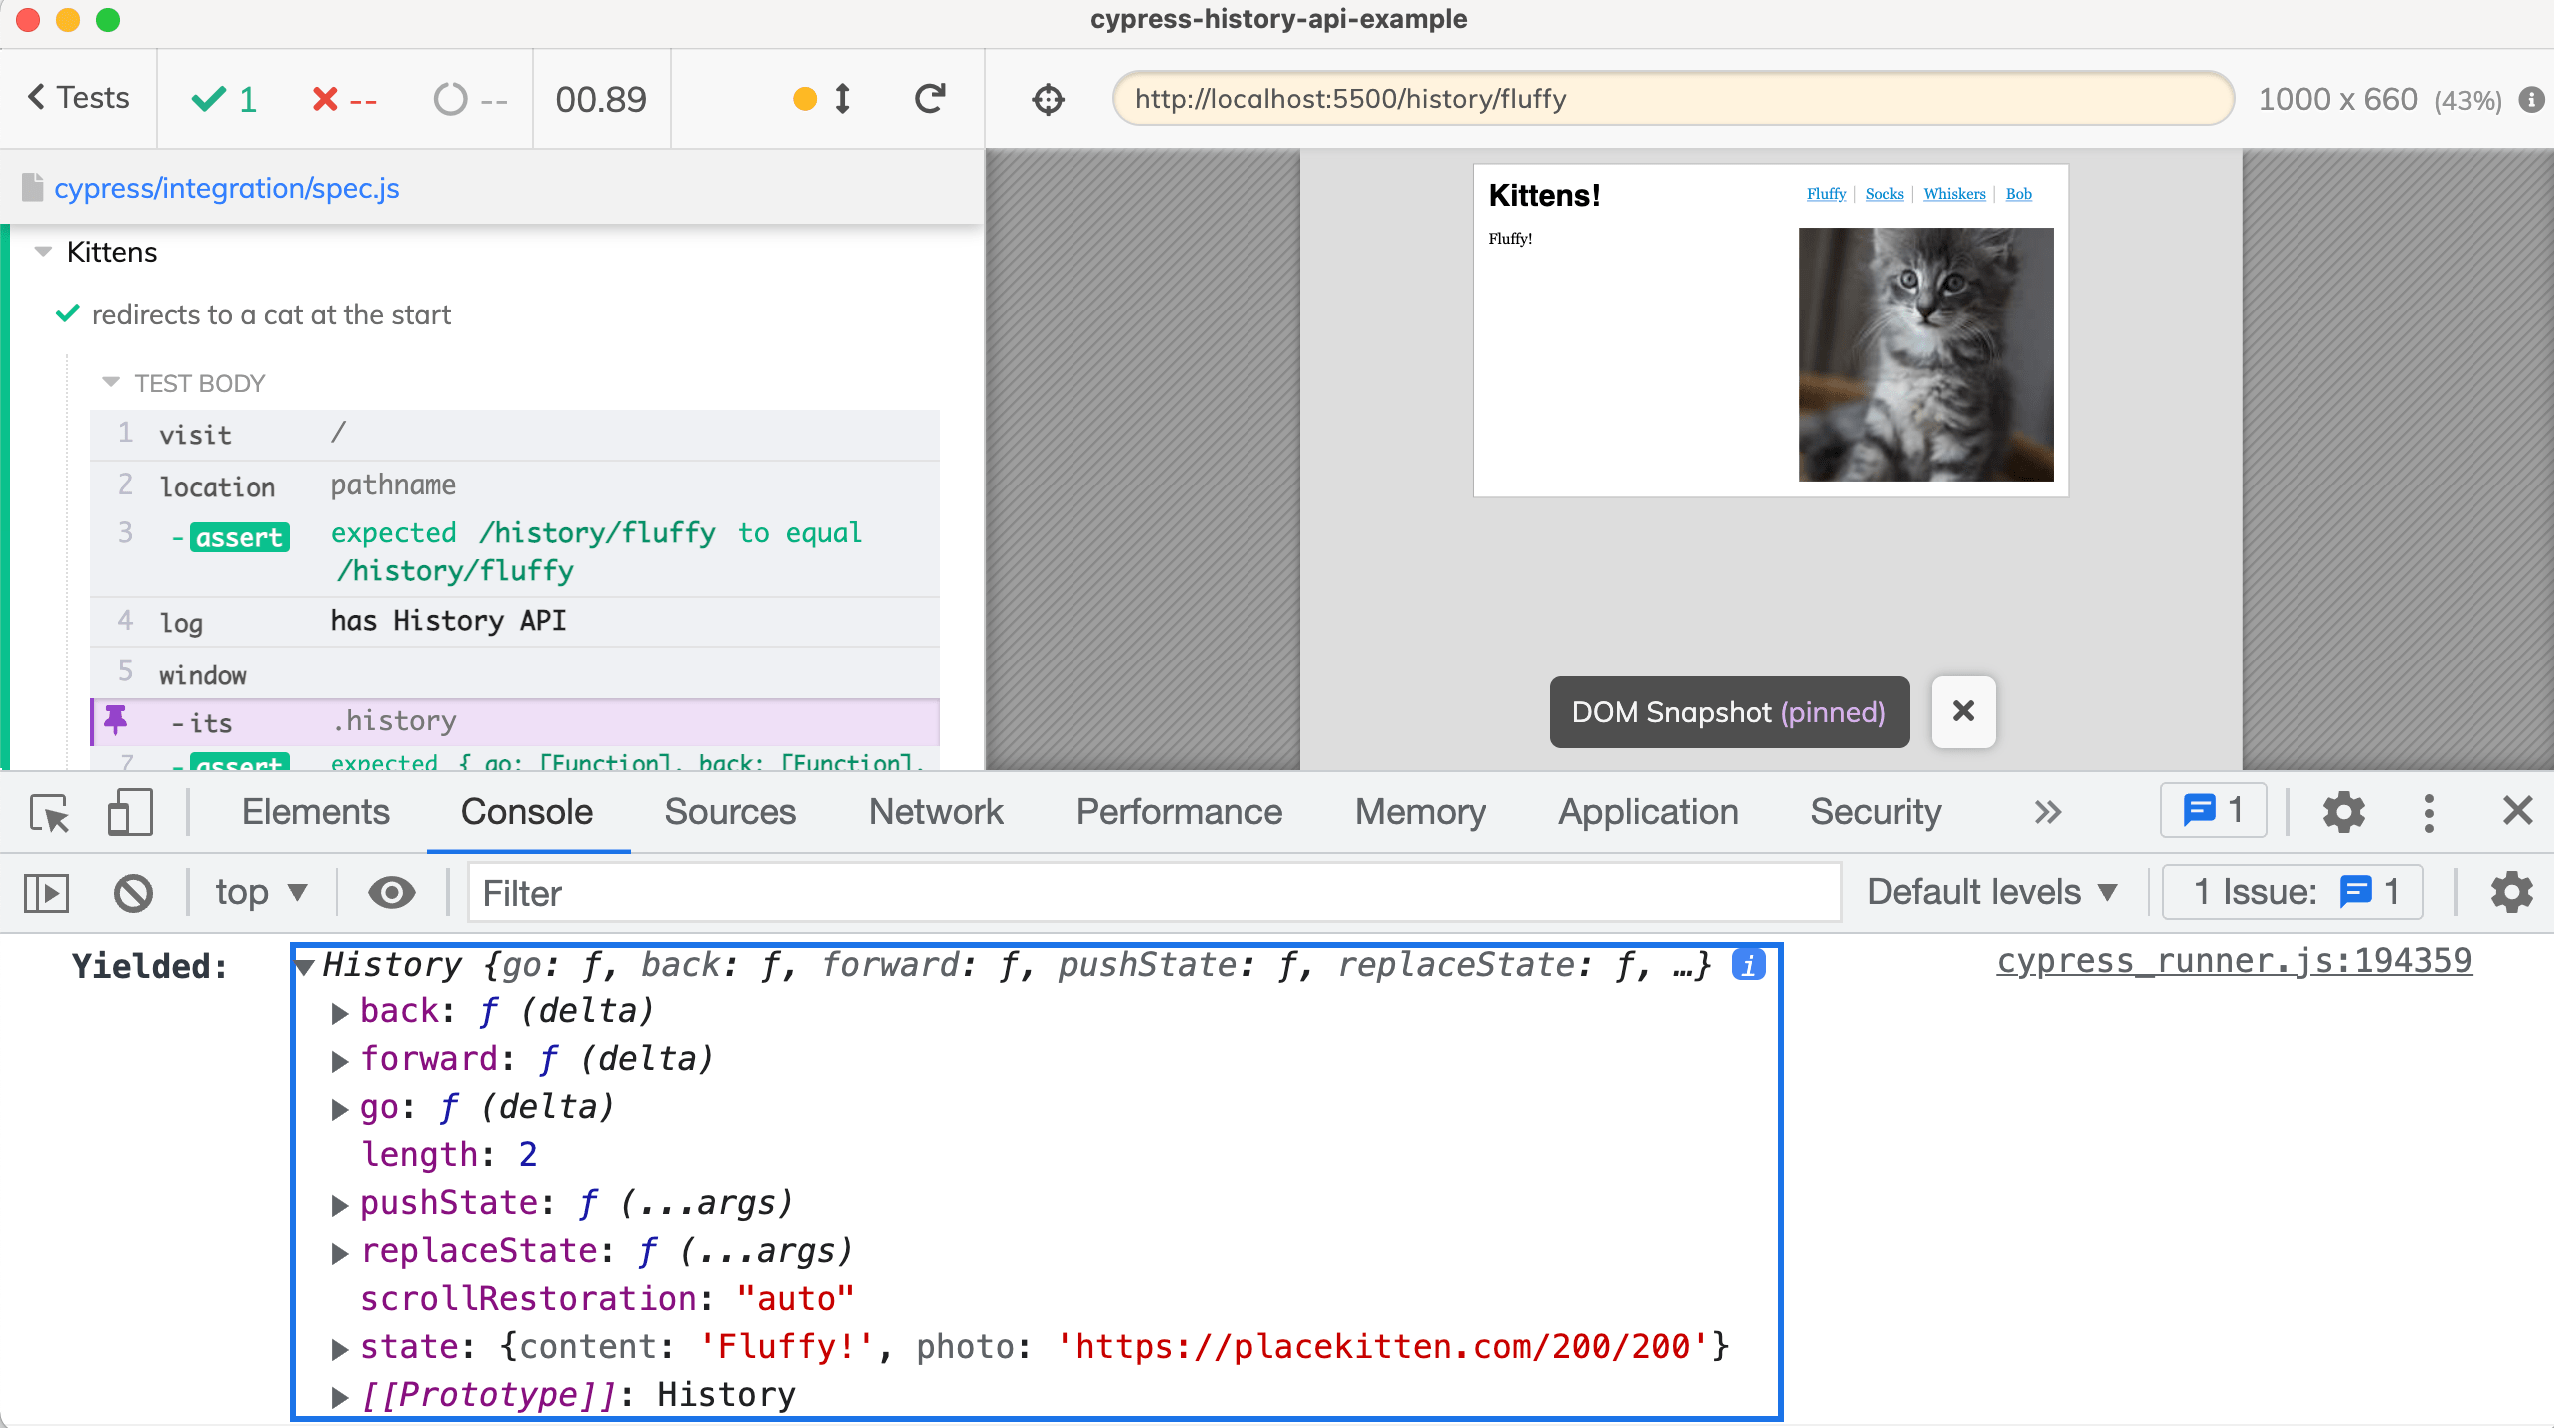 cypress-history-api-example
Tests 1 -- -- 00.89 http://localhost:5500/history/fluffy 1000 x 660 (43%)
cypress/integration/spec.js
Kittens
redirects to a cat at the start
TEST BODY
1 visit /
2 location pathname
3 -assert expected /history/fluffy to equal
/history/fluffy
4 log has History API
5 window
-its .history
7 -assert expected { go: [Function], back: [Function],
Kittens! Fluffy Socks Whiskers Bob
Fluffy!
DOM Snapshot (pinned)
Elements Console Sources Network Performance Memory Application Security » 1
top Filter Default levels 1 Issue: 1
Yielded: History {go: ƒ, back: ƒ, forward: ƒ, pushState: ƒ, replaceState: ƒ, …} i cypress_runner.js:194359
back: ƒ (delta)
forward: ƒ (delta)
go: ƒ (delta)
length: 2
pushState: ƒ (...args)
replaceState: ƒ (...args)
scrollRestoration: "auto"
state: {content: 'Fluffy!', photo: 'https://placekitten.com/200/200'}
[[Prototype]]: History